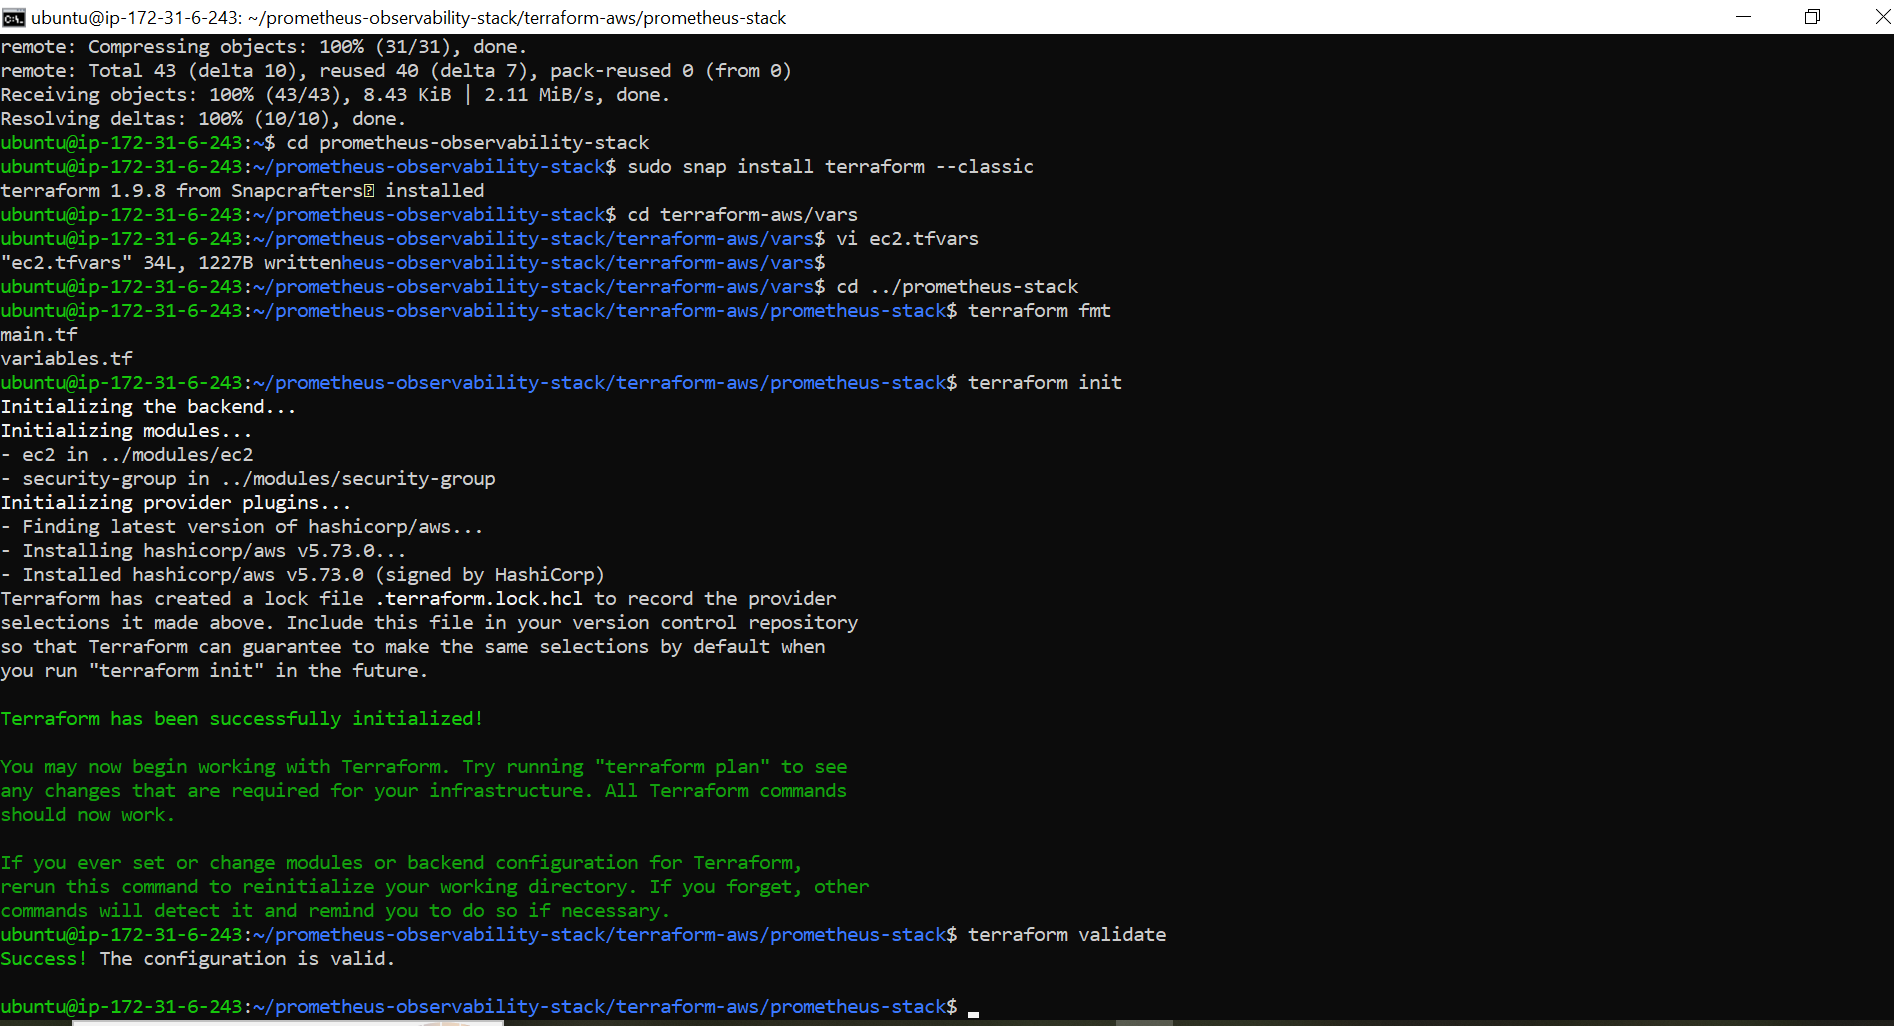 ubuntu@ip-172-31-6-243: ~/prometheus-observability-stack/terraform-aws/prometheus-stack
remote: Compressing objects: 100% (31/31), done.
remote: Total 43 (delta 10), reused 40 (delta 7), pack-reused 0 (from 0)
Receiving objects: 100% (43/43), 8.43 KiB | 2.11 MiB/s, done.
Resolving deltas: 100% (10/10), done.
ubuntu@ip-172-31-6-243:~$ cd prometheus-observability-stack
ubuntu@ip-172-31-6-243:~/prometheus-observability-stack$ sudo snap install terraform --classic
terraform 1.9.8 from Snapcrafters⍰ installed
ubuntu@ip-172-31-6-243:~/prometheus-observability-stack$ cd terraform-aws/vars
ubuntu@ip-172-31-6-243:~/prometheus-observability-stack/terraform-aws/vars$ vi ec2.tfvars
"ec2.tfvars" 34L, 1227B writtenheus-observability-stack/terraform-aws/vars$
ubuntu@ip-172-31-6-243:~/prometheus-observability-stack/terraform-aws/vars$ cd ../prometheus-stack
ubuntu@ip-172-31-6-243:~/prometheus-observability-stack/terraform-aws/prometheus-stack$ terraform fmt
main.tf
variables.tf
ubuntu@ip-172-31-6-243:~/prometheus-observability-stack/terraform-aws/prometheus-stack$ terraform init
Initializing the backend...
Initializing modules...
- ec2 in ../modules/ec2
- security-group in ../modules/security-group
Initializing provider plugins...
- Finding latest version of hashicorp/aws...
- Installing hashicorp/aws v5.73.0...
- Installed hashicorp/aws v5.73.0 (signed by HashiCorp)
Terraform has created a lock file .terraform.lock.hcl to record the provider
selections it made above. Include this file in your version control repository
so that Terraform can guarantee to make the same selections by default when
you run "terraform init" in the future.
Terraform has been successfully initialized!
You may now begin working with Terraform. Try running "terraform plan" to see
any changes that are required for your infrastructure. All Terraform commands
should now work.
If you ever set or change modules or backend configuration for Terraform,
rerun this command to reinitialize your working directory. If you forget, other
commands will detect it and remind you to do so if necessary.
ubuntu@ip-172-31-6-243:~/prometheus-observability-stack/terraform-aws/prometheus-stack$ terraform validate
Success! The configuration is valid.
ubuntu@ip-172-31-6-243:~/prometheus-observability-stack/terraform-aws/prometheus-stack$